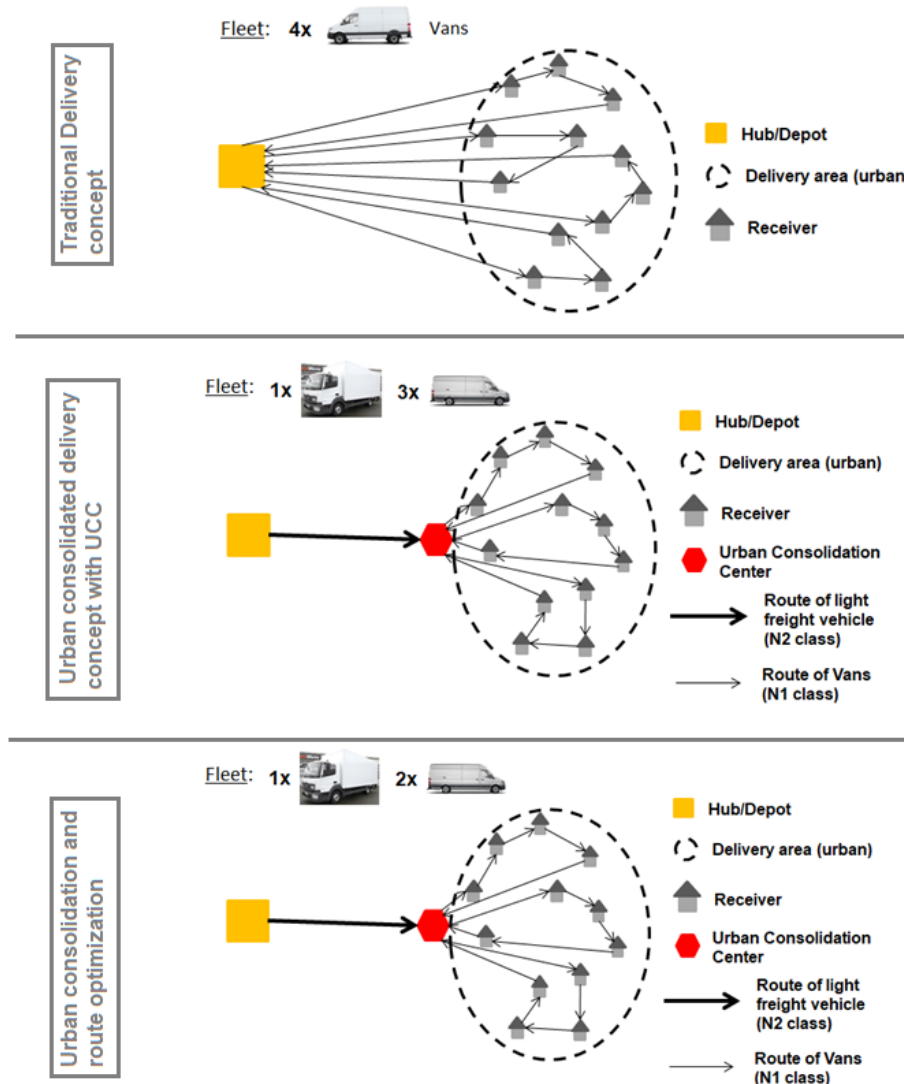 Fleet: 4x Vans
Traditional Delivery
concept
Hub/Depot
Delivery area (urban
Receiver
Fleet: 1x 3x
Urban consolidated delivery
concept with UCC
Hub/Depot
Delivery area (urban)
Receiver
Urban Consolidation
Center
Route of light
freight vehicle
(N2 class)
Route of Vans
(N1 class)
Fleet: 1x 2x
Urban consolidation and
route optimization
Hub/Depot
Delivery area (urban)
Receiver
Urban Consolidation
Center
Route of light
freight vehicle
(N2 class)
Route of Vans
(N1 class)